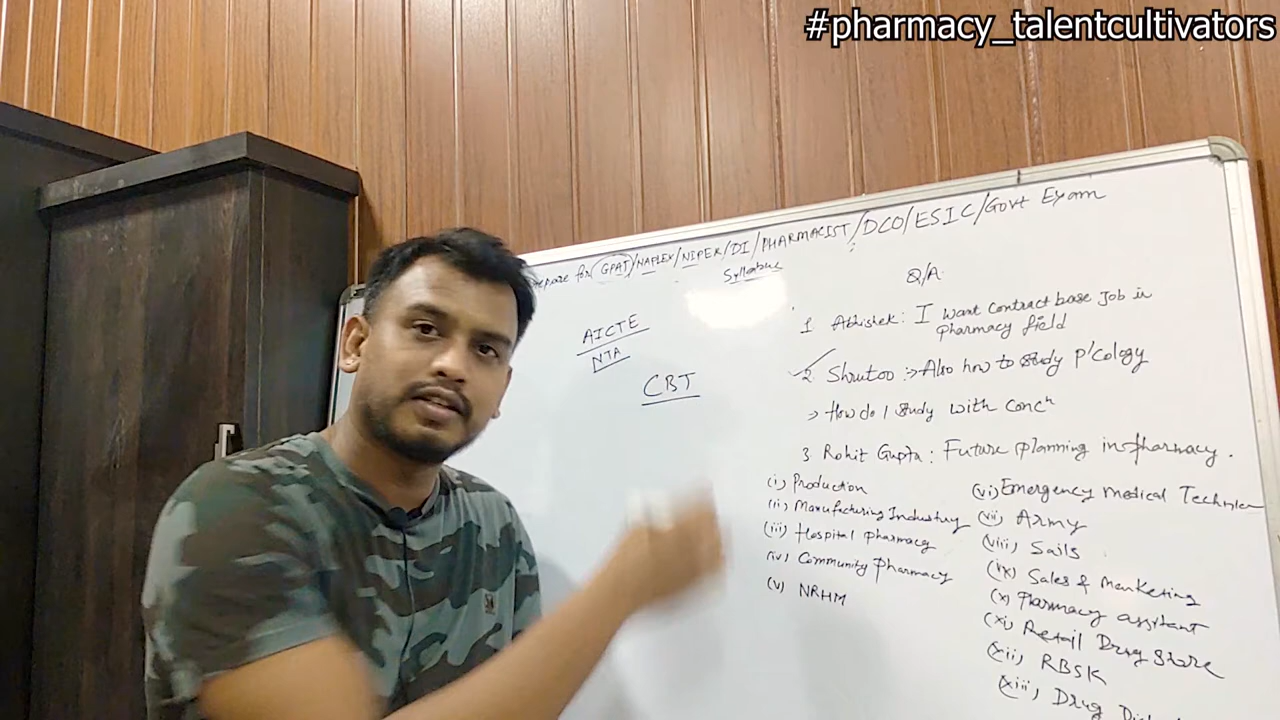 #pharmacy_talentcultivators
prepare for GPAT/NAPLEX/NIPER/DI/PHARMACIST/DCO/ESIC/Govt Exam
Syllabus
AICTE
NTA
CBT
Q/A
1 Abhishek: I want contract base Job in
pharmacy field
2 Shrutoo :→ Also how to study P'cology
→ How do I study with Concⁿ
3 Rohit Gupta: Future planning in pharmacy.
(i) Production
(ii) Manufacturing Industry
(iii) Hospital pharmacy
(iv) Community Pharmacy
(v) NRHM
(vi) Emergency Medical Technician
(vii) Army
(viii) Sails
(ix) Sales & Marketing
(x) Pharmacy assitant
(xi) Retail Drug Store
(xii) RBSK
(xiii) Drug